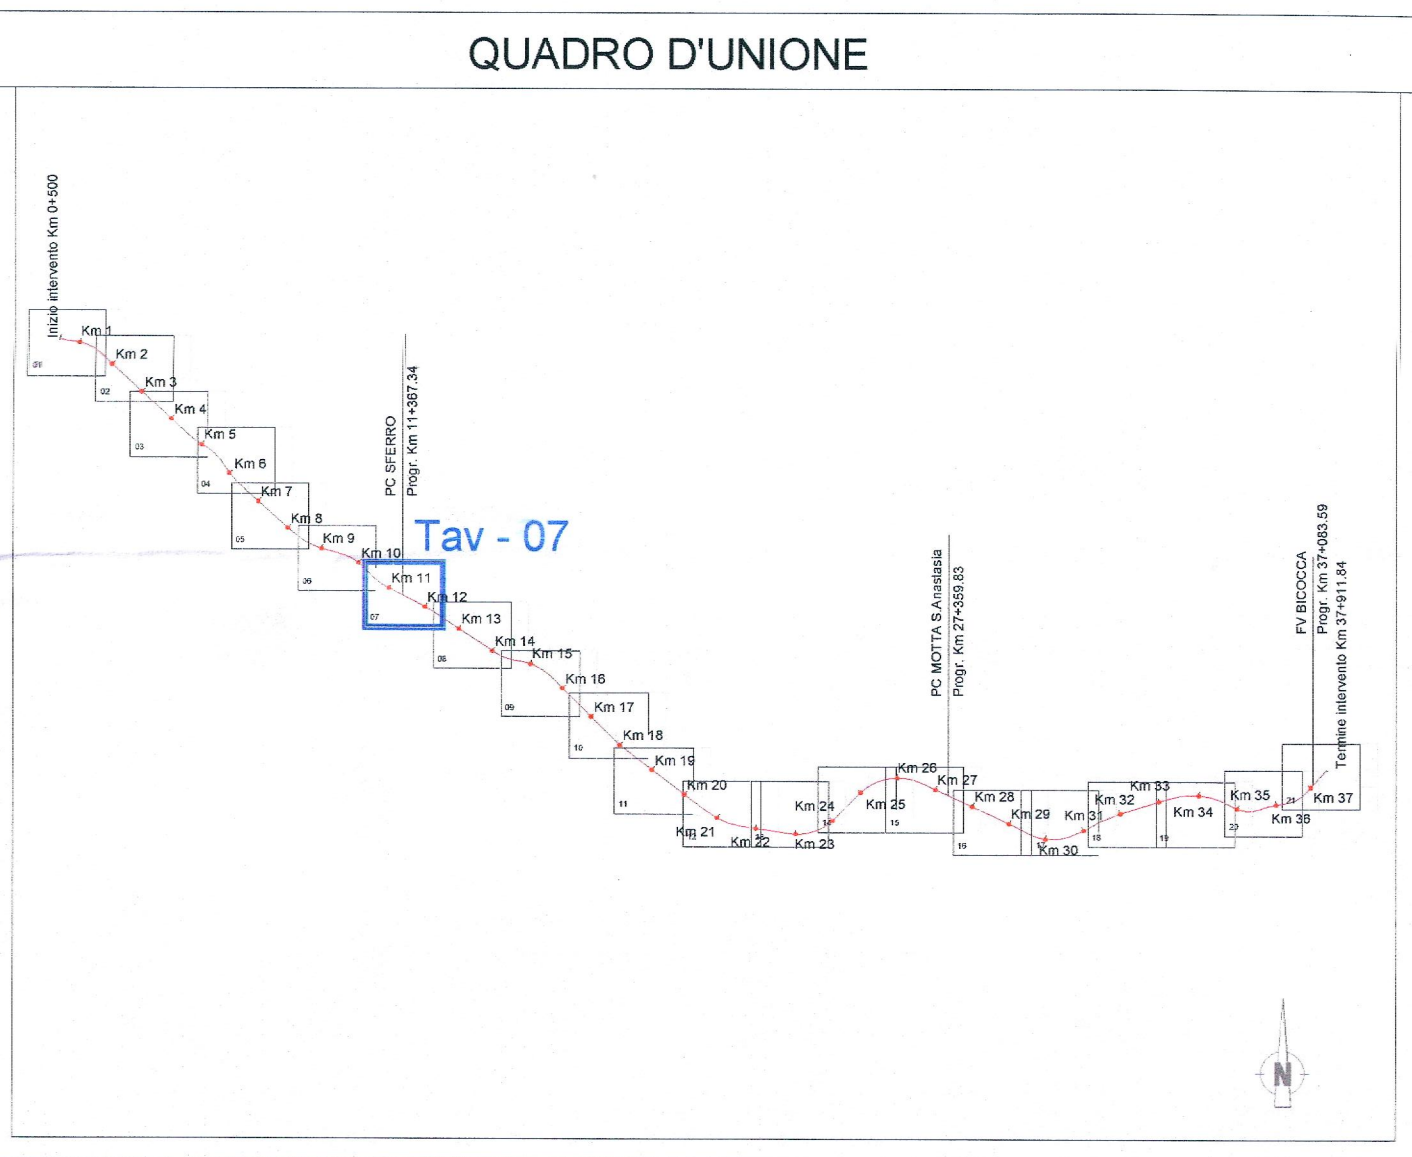 QUADRO D'UNIONE
Inizio intervento Km 0+500
Km 1
01
Km 2
02
Km 3
03
Km 4
Km 5
04
Km 6
Km 7
05
Km 8
Km 9
06
Km 10
PC SFERRO
Progr. Km 11+367.34
Tav - 07
Km 11
07
Km 12
Km 13
08
Km 14
Km 15
09
Km 16
Km 17
10
Km 18
Km 19
11
Km 20
Km 21
Km 22
Km 23
Km 24
14
Km 25
15
Km 26
PC MOTTA S.Anastasia
Progr. Km 27+359.83
Km 27
Km 28
16
Km 29
17
Km 30
Km 31
18
Km 32
Km 33
19
Km 34
Km 35
20
Km 36
21
Km 37
FV BICOCCA
Progr. Km 37+083.59
Termine intervento Km 37+911.84
N